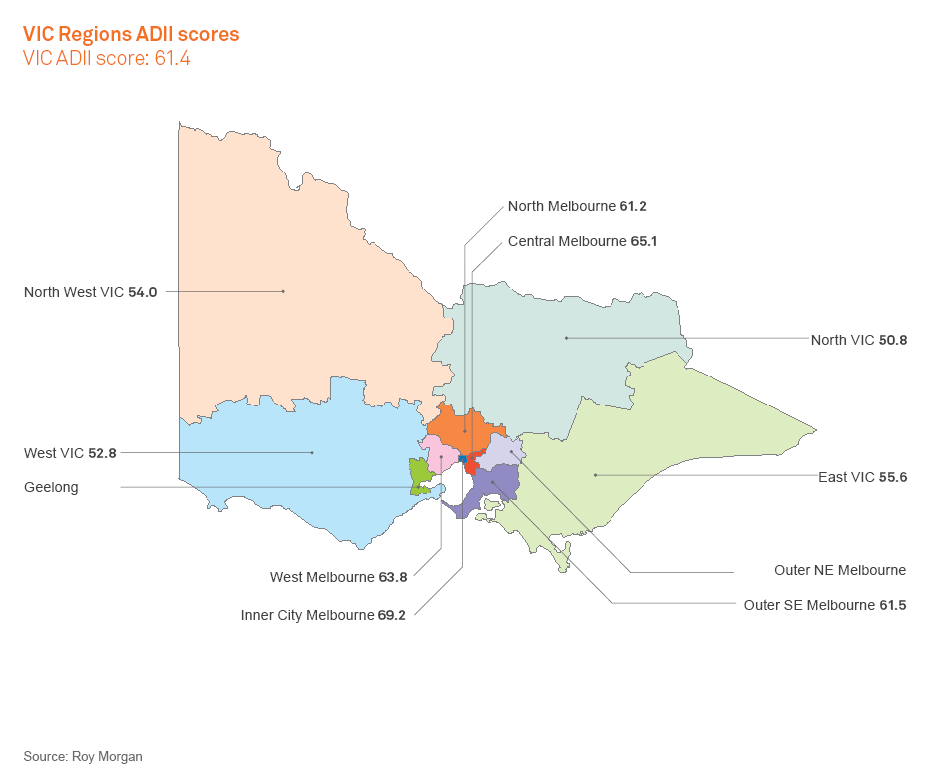 VIC Regions ADII scores
VIC ADII score: 61.4
North Melbourne 61.2
Central Melbourne 65.1
North West VIC 54.0
North VIC 50.8
West VIC 52.8
East VIC 55.6
Geelong
Outer NE Melbourne
West Melbourne 63.8
Outer SE Melbourne 61.5
Inner City Melbourne 69.2
Source: Roy Morgan